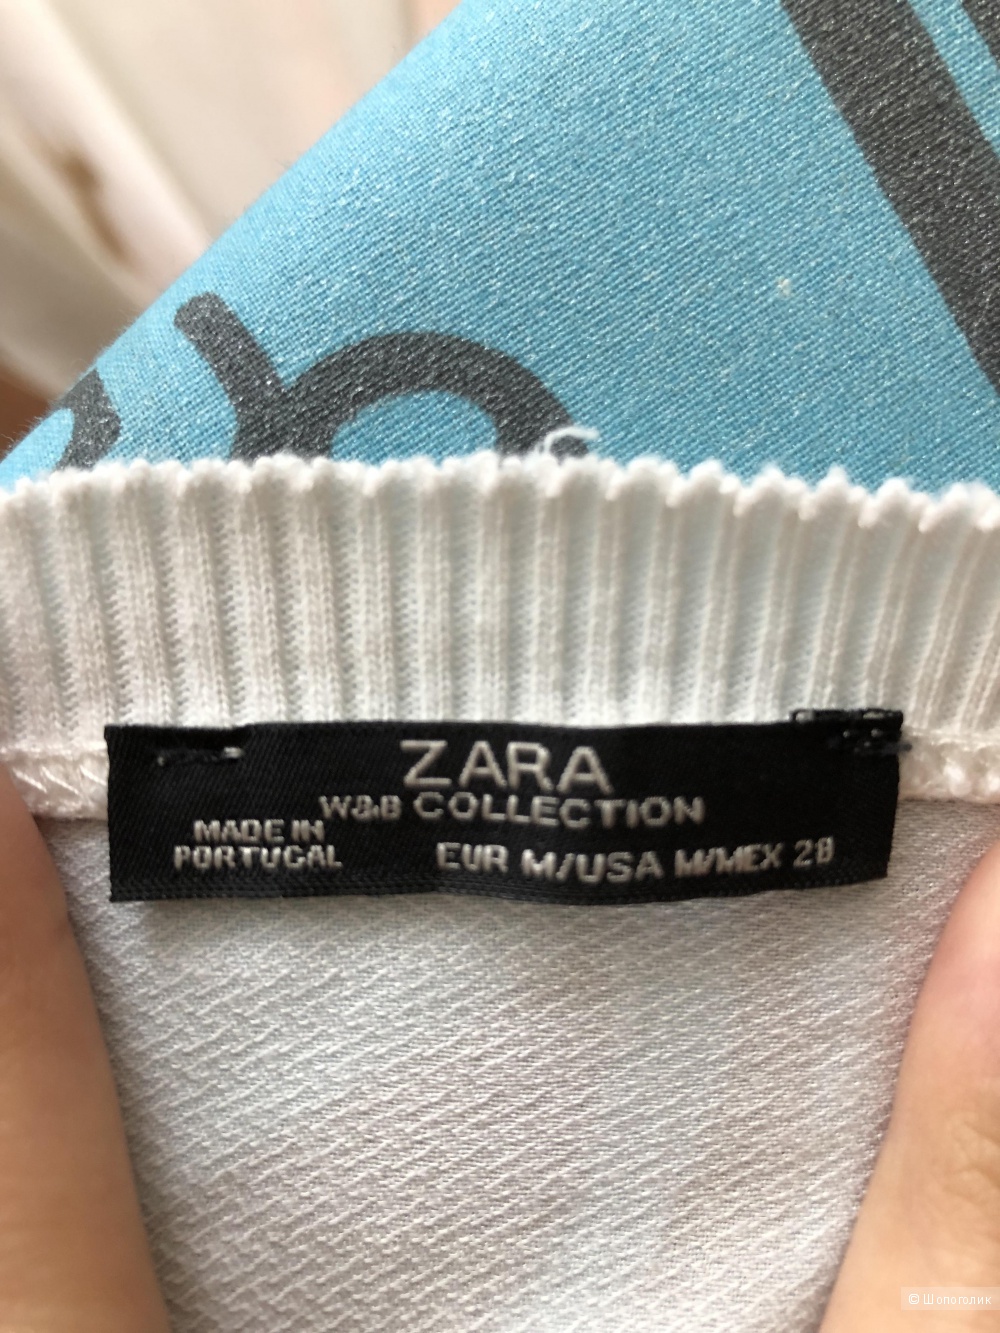 ZARA
W&B COLLECTION
MADE IN
PORTUGAL
EUR M/USA M/MEX 28
© Шопоголик